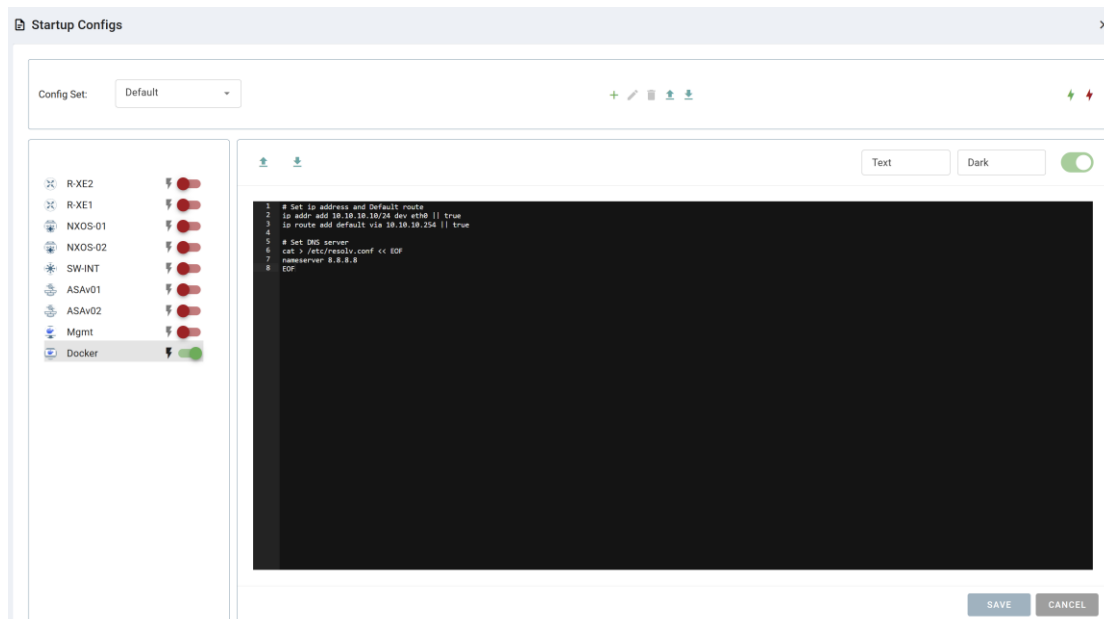 Startup Configs
Config Set:
Default
R-XE2
R-XE1
NXOS-01
NXOS-02
SW-INT
ASAv01
ASAv02
Mgmt
Docker
Text
Dark
1 # Set ip address and Default route
2 ip addr add 10.10.10.10/24 dev eth0 || true
3 ip route add default via 10.10.10.254 || true
4
5 # Set DNS server
6 cat > /etc/resolv.conf << EOF
7 nameserver 8.8.8.8
8 EOF
SAVE
CANCEL